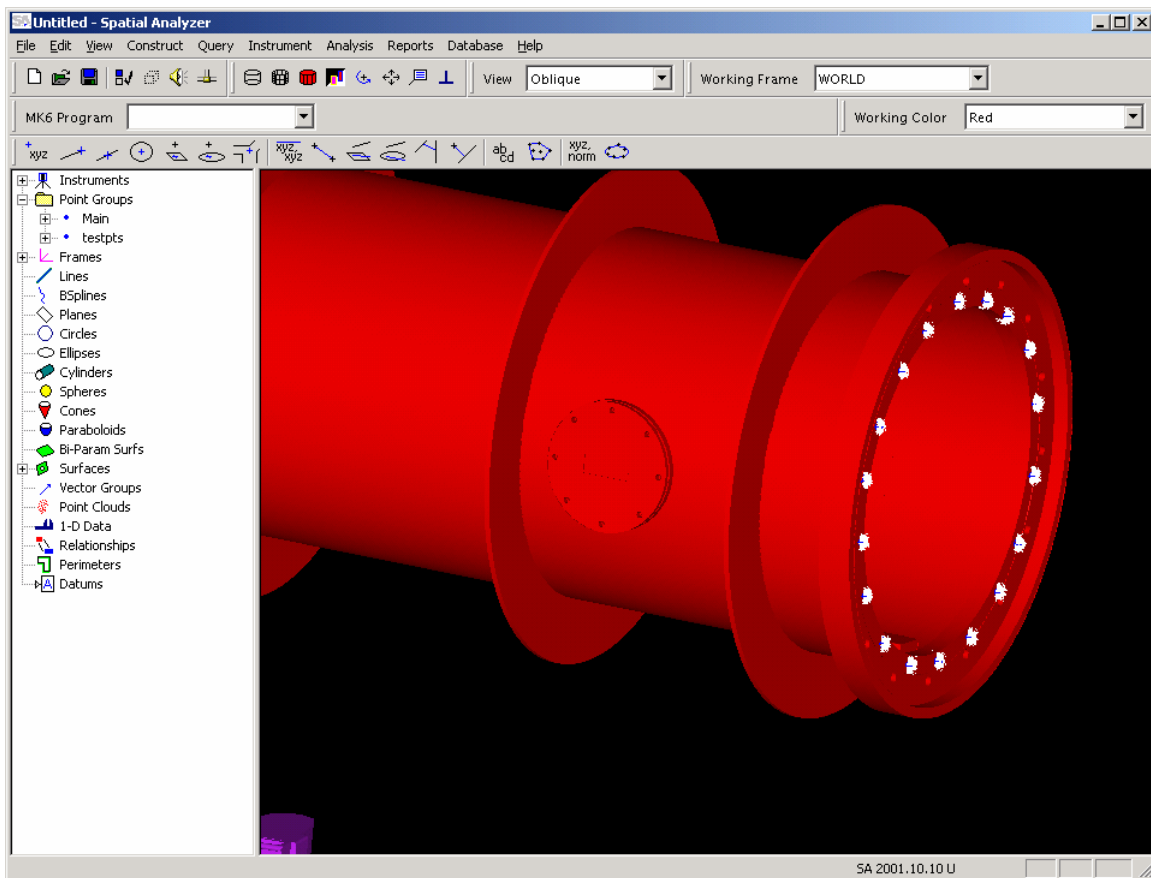 SA Untitled - Spatial Analyzer
File Edit View Construct Query Instrument Analysis Reports Database Help
View Oblique Working Frame WORLD
MK6 Program Working Color Red
xyz xyz, xyz ab cd xyz, norm
Instruments
Point Groups
Main
testpts
Frames
Lines
BSplines
Planes
Circles
Ellipses
Cylinders
Spheres
Cones
Paraboloids
Bi-Param Surfs
Surfaces
Vector Groups
Point Clouds
1-D Data
Relationships
Perimeters
A Datums
SA 2001.10.10 U